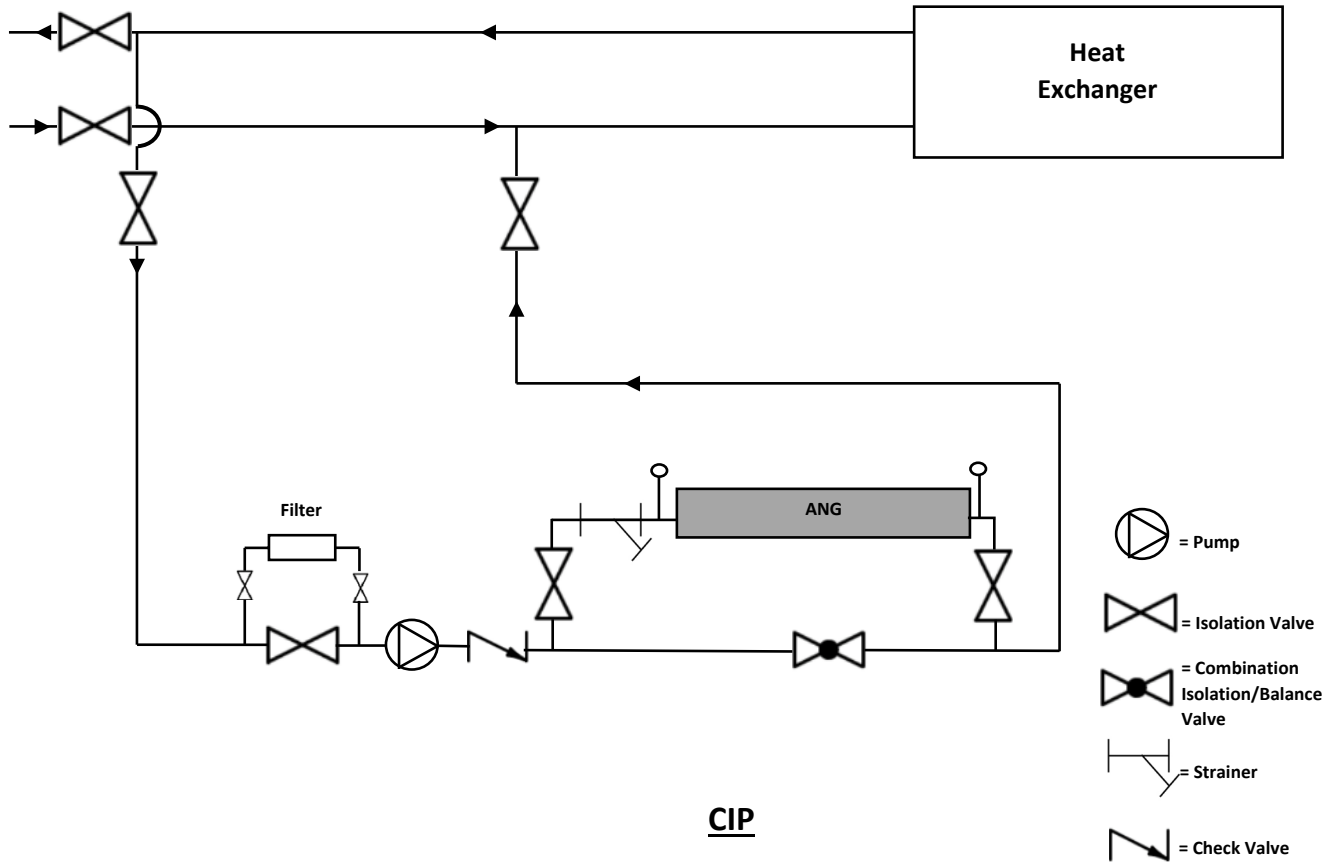 Heat
Exchanger
Filter
ANG
= Pump
= Isolation Valve
= Combination
Isolation/Balance
Valve
= Strainer
= Check Valve
CIP